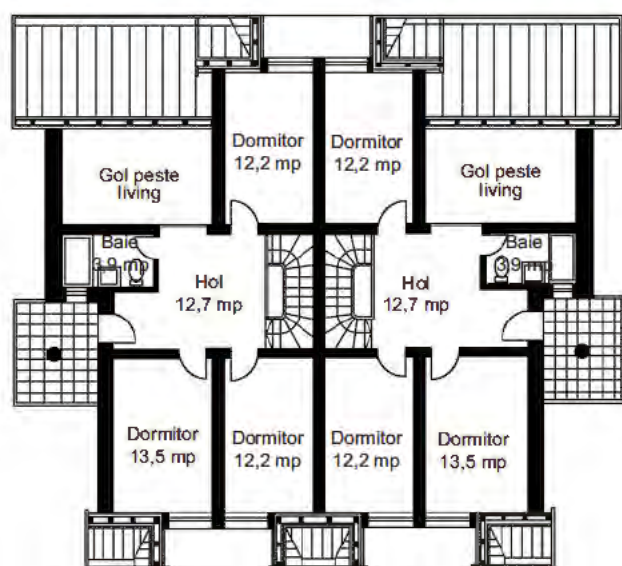 Dormitor
12,2 mp
Dormitor
12,2 mp
Gol peste
living
Gol peste
living
Baie
3,9 mp
Baie
3,9 mp
Hol
12,7 mp
Hol
12,7 mp
Dormitor
13,5 mp
Dormitor
12,2 mp
Dormitor
12,2 mp
Dormitor
13,5 mp